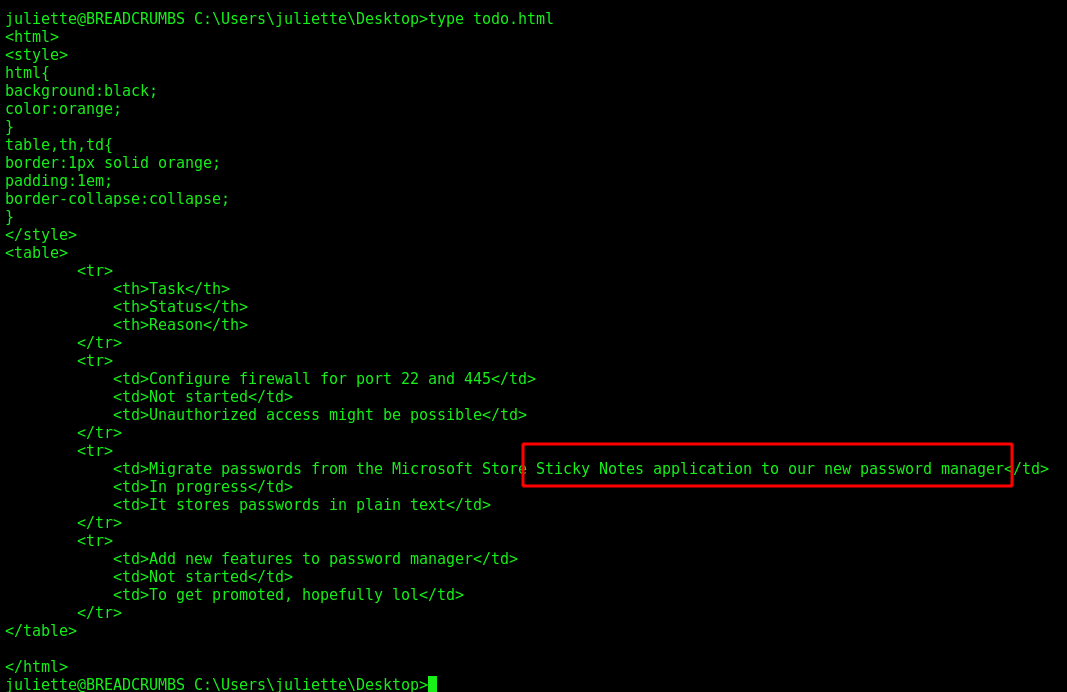 juliette@BREADCRUMBS C:\Users\juliette\Desktop>type todo.html
<html>
<style>
html{
background:black;
color:orange;
}
table,th,td{
border:1px solid orange;
padding:1em;
border-collapse:collapse;
}
</style>
<table>
        <tr>
            <th>Task</th>
            <th>Status</th>
            <th>Reason</th>
        </tr>
        <tr>
            <td>Configure firewall for port 22 and 445</td>
            <td>Not started</td>
            <td>Unauthorized access might be possible</td>
        </tr>
        <tr>
            <td>Migrate passwords from the Microsoft Store Sticky Notes application to our new password manager</td>
            <td>In progress</td>
            <td>It stores passwords in plain text</td>
        </tr>
        <tr>
            <td>Add new features to password manager</td>
            <td>Not started</td>
            <td>To get promoted, hopefully lol</td>
        </tr>
</table>

</html>
juliette@BREADCRUMBS C:\Users\juliette\Desktop>